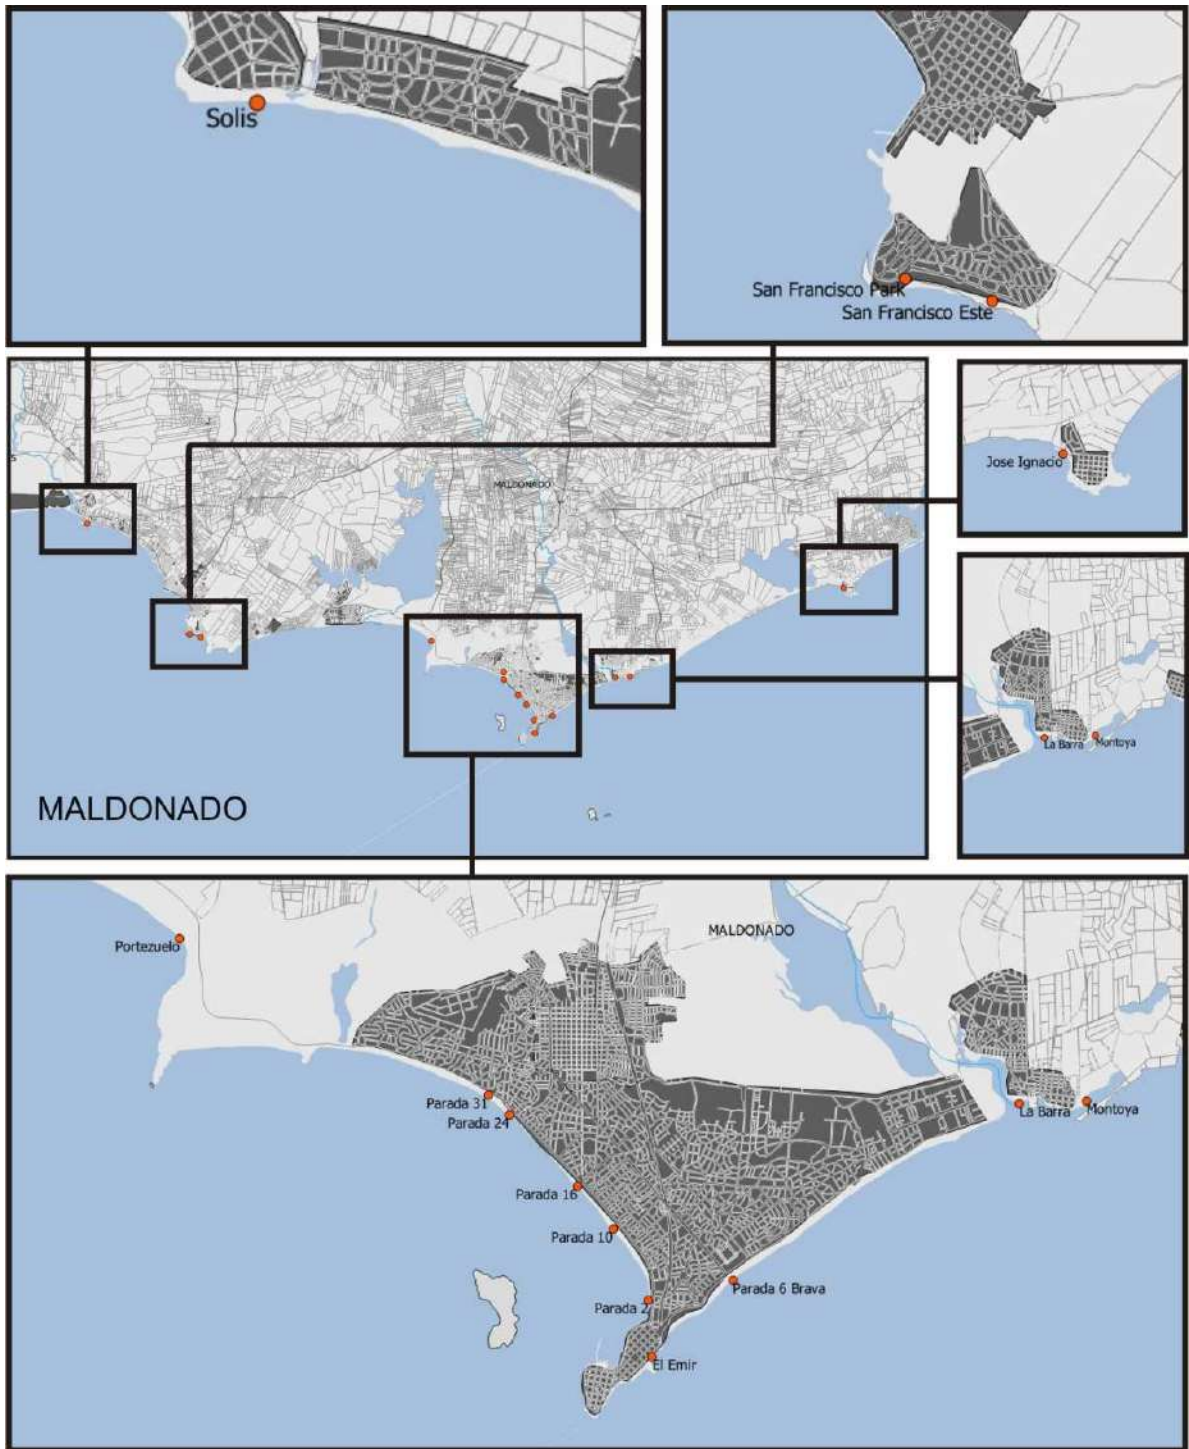 Solis
San Francisco Park
San Francisco Este
S
MALDONADO
MALDONADO
Jose Ignacio
La Barra
Montoya
MALDONADO
Portezuelo
Parada 31
Parada 24
La Barra
Montoya
Parada 16
Parada 10
Parada 2
Parada 6 Brava
El Emir